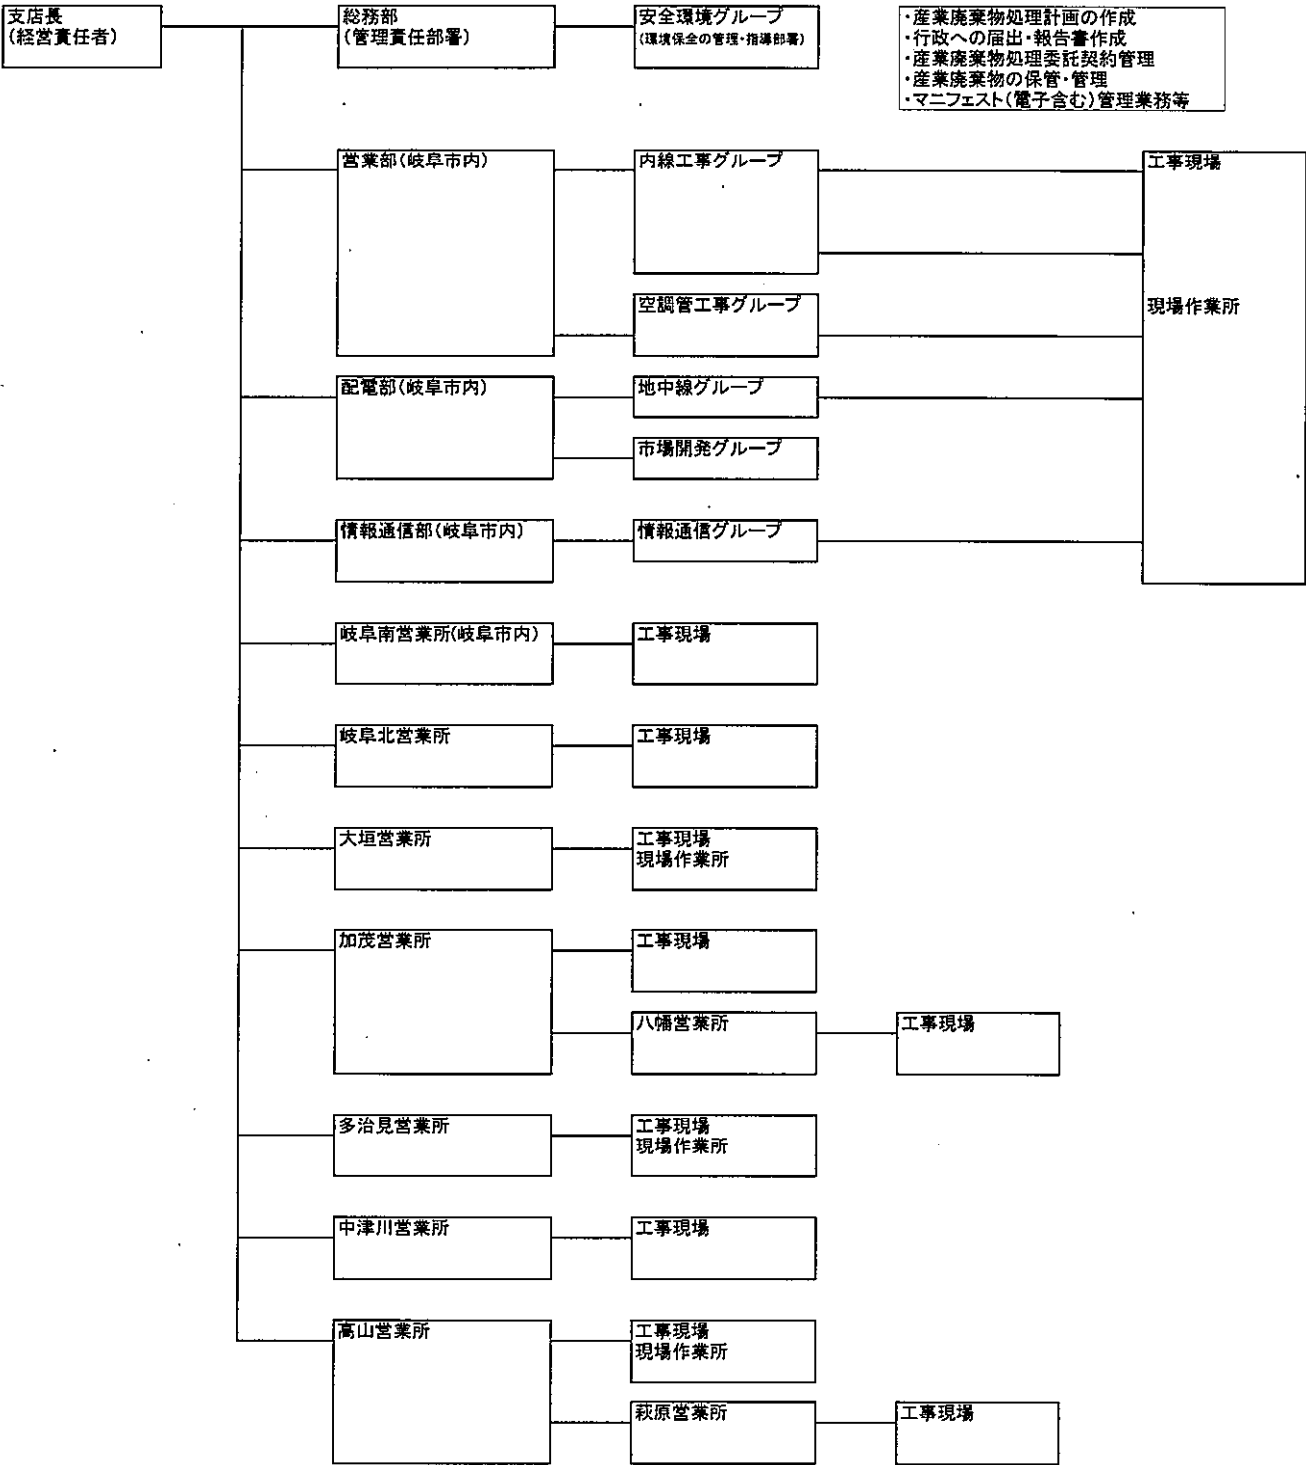 支店長
(経営責任者)
総務部
(管理責任部署)
安全環境グループ
(環境保全の管理・指導部署)
・産業廃棄物処理計画の作成
・行政への届出・報告書作成
・産業廃棄物処理委託契約管理
・産業廃棄物の保管・管理
・マニフェスト(電子含む)管理業務等
営業部(岐阜市内)
内線工事グループ
工事現場
空調管工事グループ
現場作業所
配電部(岐阜市内)
地中線グループ
市場開発グループ
情報通信部(岐阜市内)
情報通信グループ
岐阜南営業所(岐阜市内)
工事現場
岐阜北営業所
工事現場
大垣営業所
工事現場
現場作業所
加茂営業所
工事現場
八幡営業所
工事現場
多治見営業所
工事現場
現場作業所
中津川営業所
工事現場
高山営業所
工事現場
現場作業所
萩原営業所
工事現場